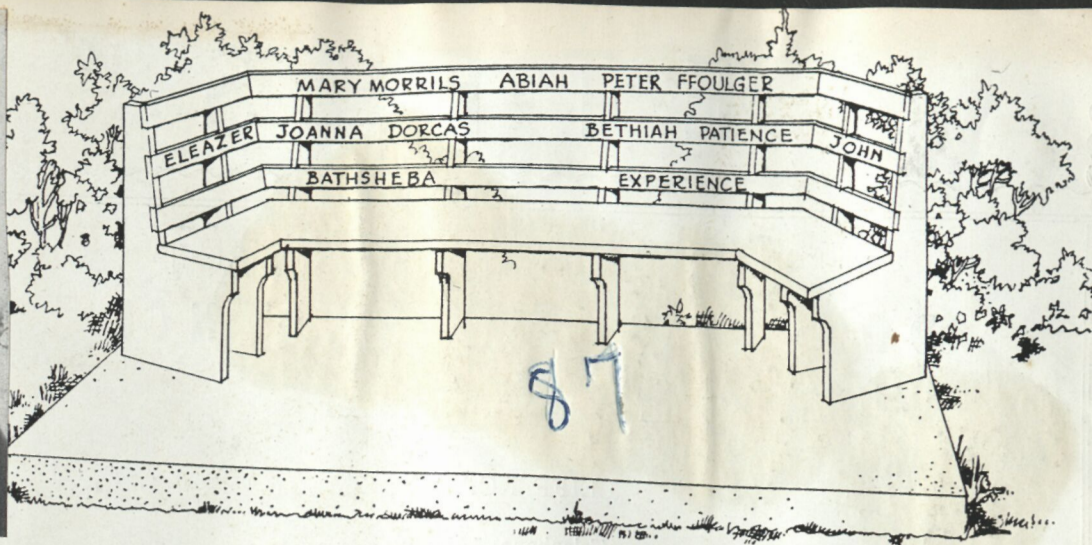 MARY MORRILS ABIAH PETER FFOULGER
ELEAZER JOANNA DORCAS BETHIAH PATIENCE JOHN
BATHSHEBA EXPERIENCE
87